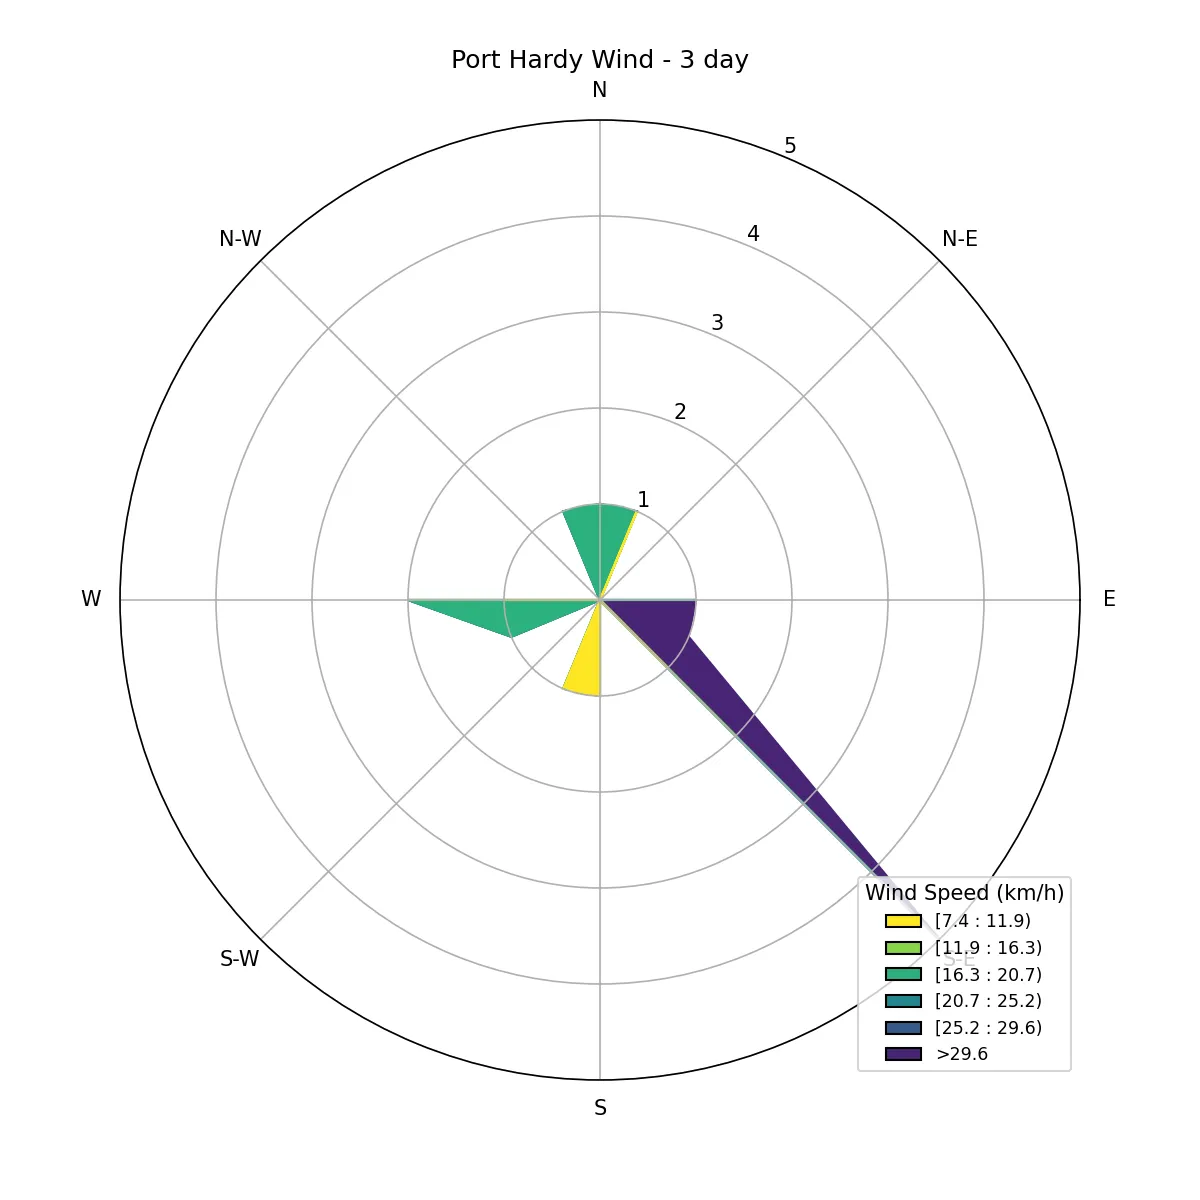 Port Hardy Wind - 3 day
N
5
N-W
4
N-E
3
2
1
W
E
Wind Speed (km/h)
[7.4 : 11.9)
[11.9 : 16.3)
S-W
S-E
[16.3 : 20.7)
[20.7 : 25.2)
[25.2 : 29.6)
>29.6
S